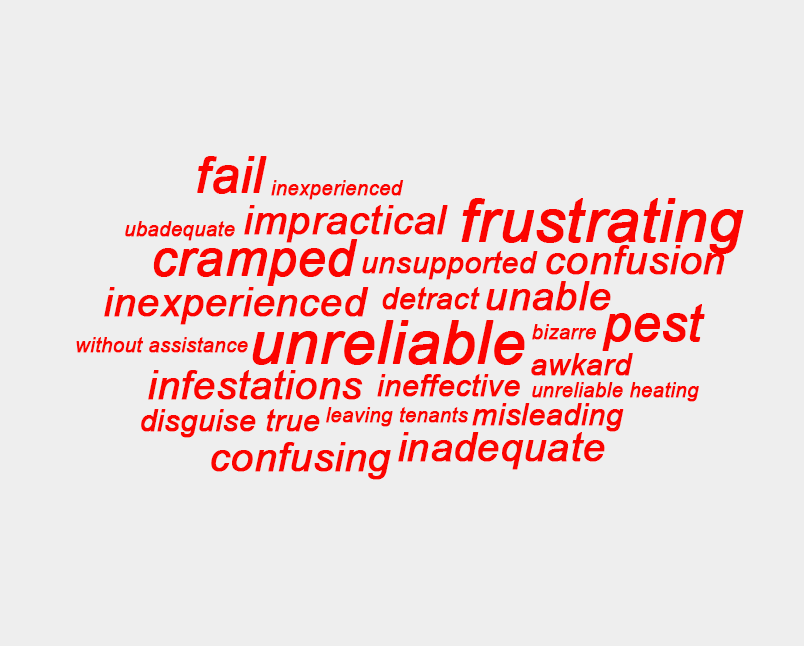 fail inexperienced
ubadequate impractical frustrating
cramped unsupported confusion
inexperienced detract unable
without assistance unreliable bizarre pest
awkard
infestations ineffective unreliable heating
disguise true leaving tenants misleading
confusing inadequate